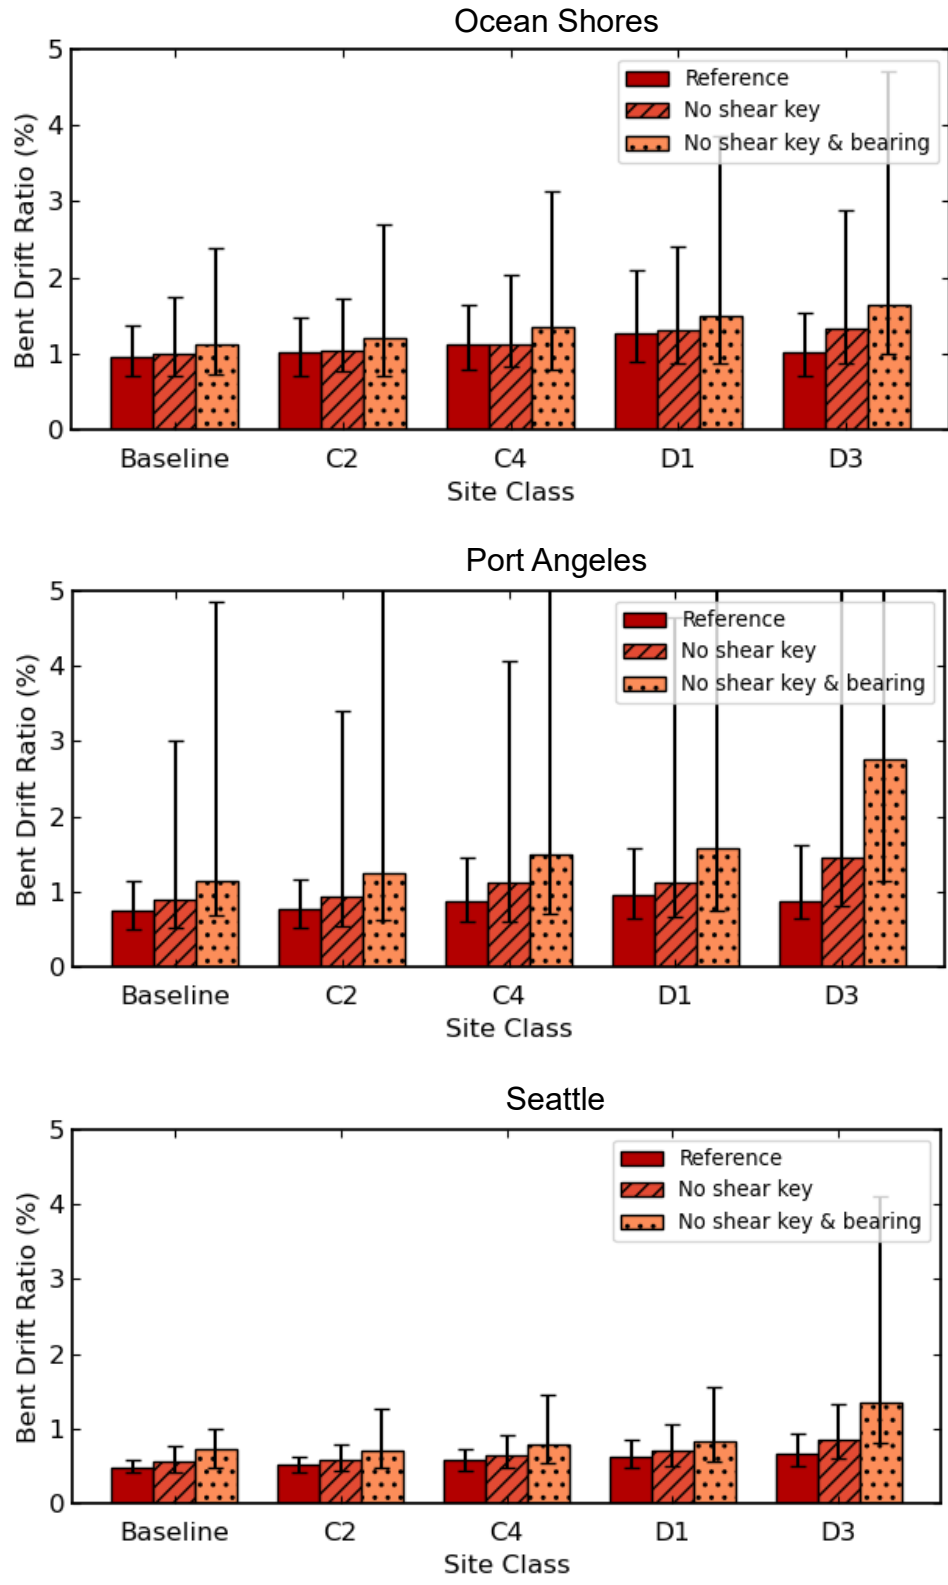 Ocean Shores
5
4
3
2
1
0
Bent Drift Ratio (%)
Reference
No shear key
No shear key & bearing
Baseline C2 C4 D1 D3
Site Class
Port Angeles
5
4
3
2
1
0
Bent Drift Ratio (%)
Reference
No shear key
No shear key & bearing
Baseline C2 C4 D1 D3
Site Class
Seattle
5
4
3
2
1
0
Bent Drift Ratio (%)
Reference
No shear key
No shear key & bearing
Baseline C2 C4 D1 D3
Site Class